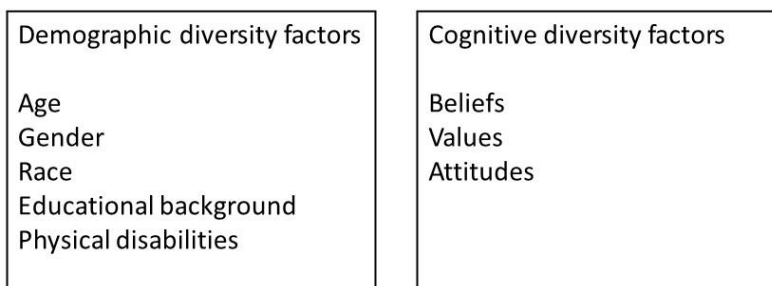 Demographic diversity factors
Age
Gender
Race
Educational background
Physical disabilities
Cognitive diversity factors
Beliefs
Values
Attitudes